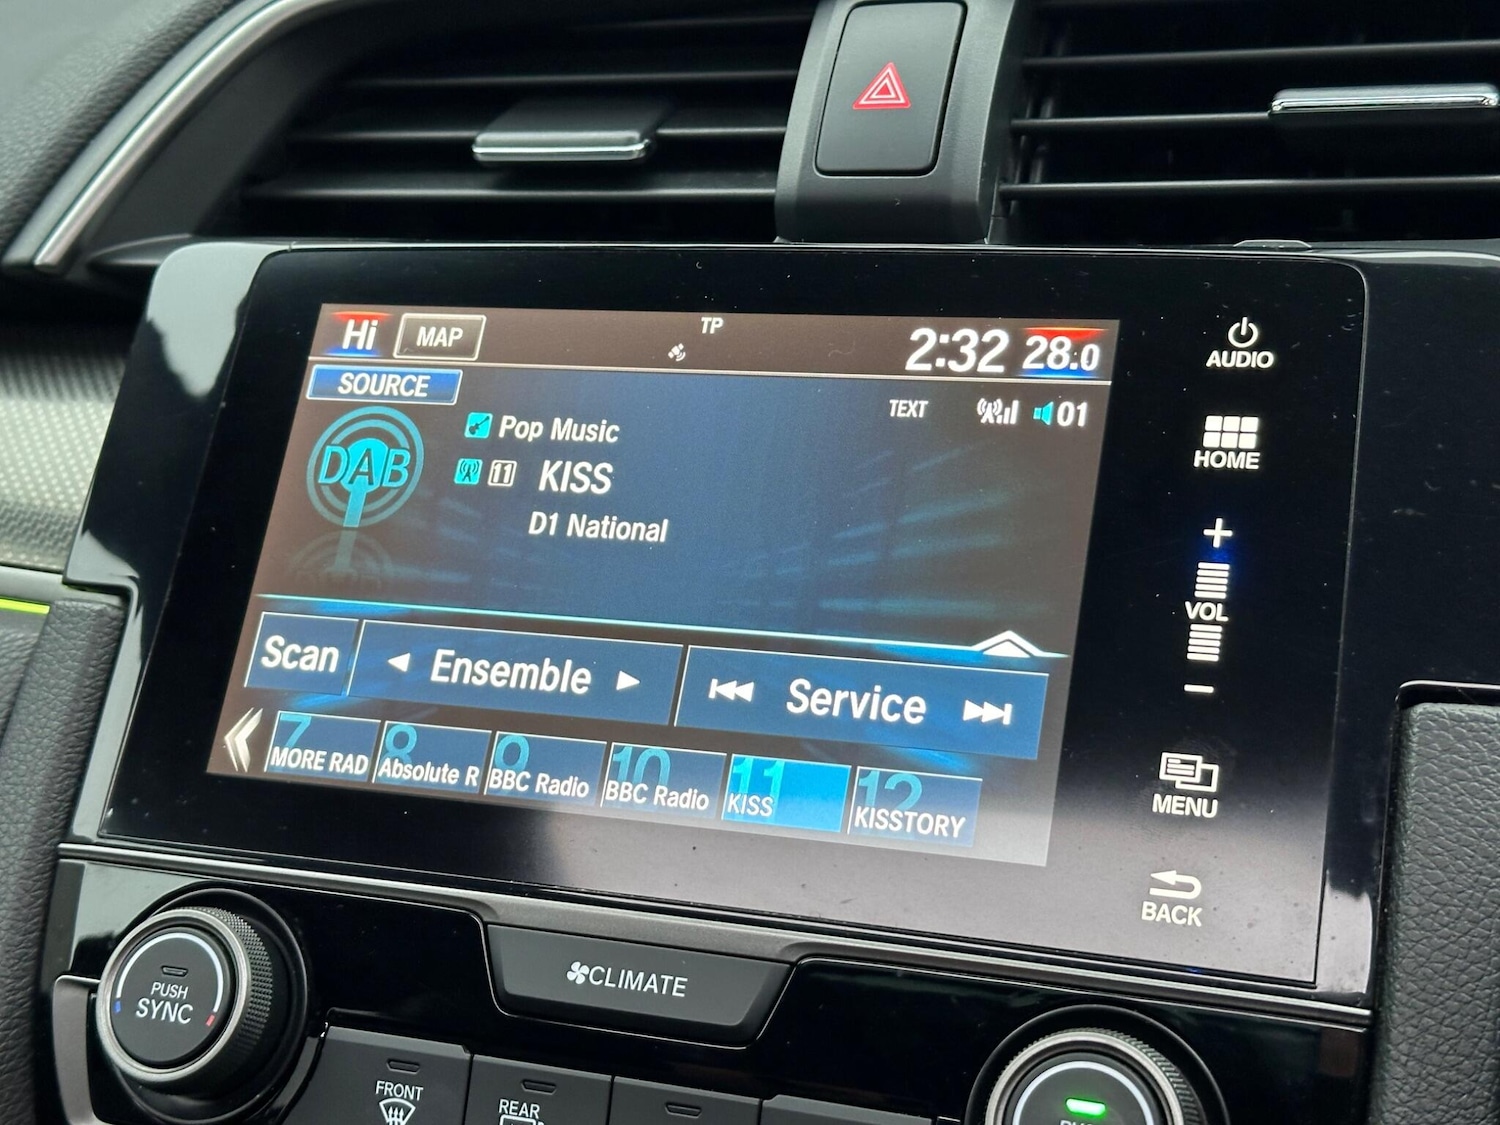 Hi MAP TP 2:32 28.0
SOURCE
TEXT 01
DAB
Pop Music
11 KISS
D1 National
Scan Ensemble Service
7 MORE RAD
8 Absolute R
9 BBC Radio
10 BBC Radio
11 KISS
12 KISSTORY
AUDIO
HOME
+
VOL
-
MENU
BACK
CLIMATE
PUSH
SYNC
FRONT
REAR